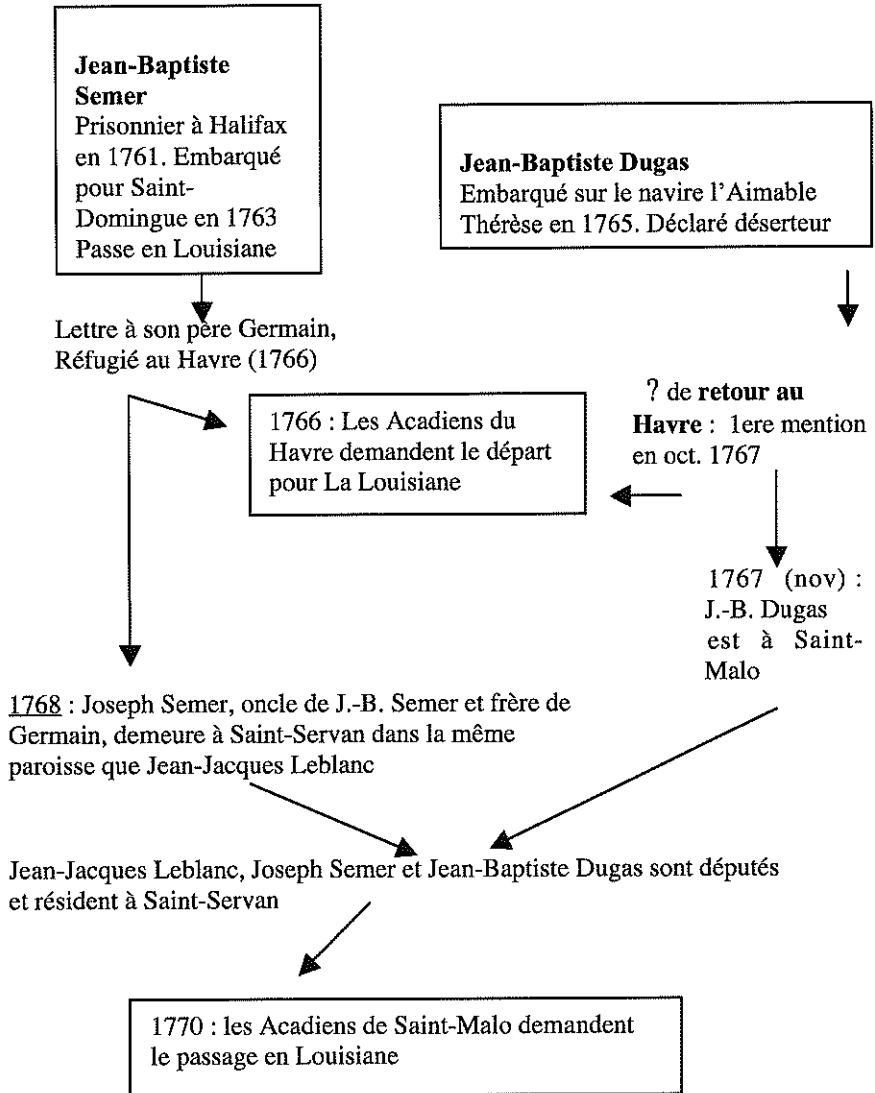 Jean-Baptiste
Semer
Prisonnier à Halifax
en 1761. Embarqué
pour Saint-
Domingue en 1763
Passe en Louisiane
Jean-Baptiste Dugas
Embarqué sur le navire l'Aimable
Thérèse en 1765. Déclaré déserteur
Lettre à son père Germain,
Réfugié au Havre (1766)
1766 : Les Acadiens du
Havre demandent le départ
pour La Louisiane
? de retour au
Havre : 1ere mention
en oct. 1767
1767 (nov) :
J.-B. Dugas
est à Saint-
Malo
1768 : Joseph Semer, oncle de J.-B. Semer et frère de
Germain, demeure à Saint-Servan dans la même
paroisse que Jean-Jacques Leblanc
Jean-Jacques Leblanc, Joseph Semer et Jean-Baptiste Dugas sont députés
et résident à Saint-Servan
1770 : les Acadiens de Saint-Malo demandent
le passage en Louisiane